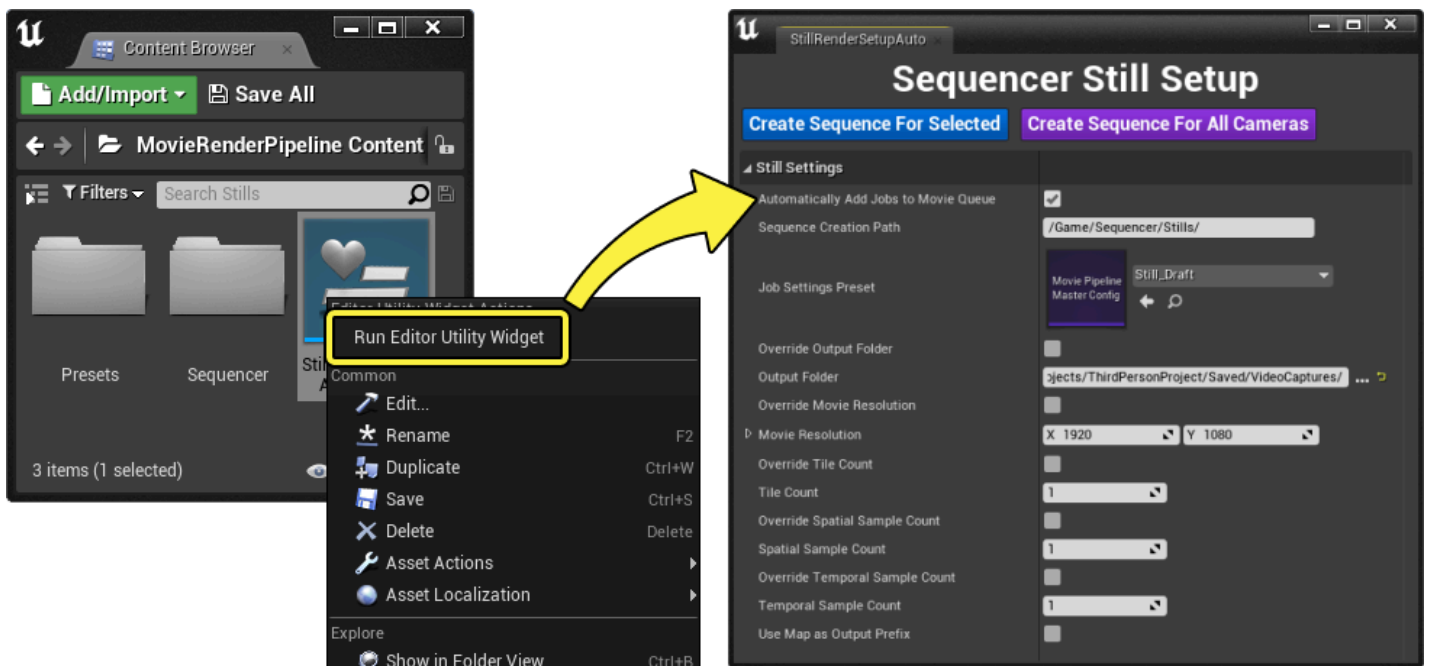 Content Browser
Add/Import
Save All
MovieRenderPipeline Content
Filters
Search Stills
Presets
Sequencer
3 items (1 selected)
Editor Utility Widget Actions
Run Editor Utility Widget
Common
Edit...
Rename F2
Duplicate Ctrl+W
Save Ctrl+S
Delete Delete
Asset Actions
Asset Localization
Explore
Show in Folder View Ctrl+B
StillRenderSetupAuto
Sequencer Still Setup
Create Sequence For Selected
Create Sequence For All Cameras
Still Settings
Automatically Add Jobs to Movie Queue
Sequence Creation Path /Game/Sequencer/Stills/
Job Settings Preset
Movie Pipeline
Master Config
Still_Draft
Override Output Folder
Output Folder ojects/ThirdPersonProject/Saved/VideoCaptures/ ...
Override Movie Resolution
Movie Resolution X 1920 Y 1080
Override Tile Count
Tile Count 1
Override Spatial Sample Count
Spatial Sample Count 1
Override Temporal Sample Count
Temporal Sample Count 1
Use Map as Output Prefix